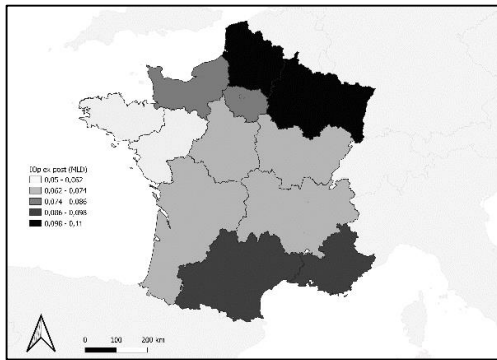 IOp ex post (MLD)
0,05 - 0,062
0,062 - 0,074
0,074 - 0,086
0,086 - 0,098
0,098 - 0,11
0 100 200 km